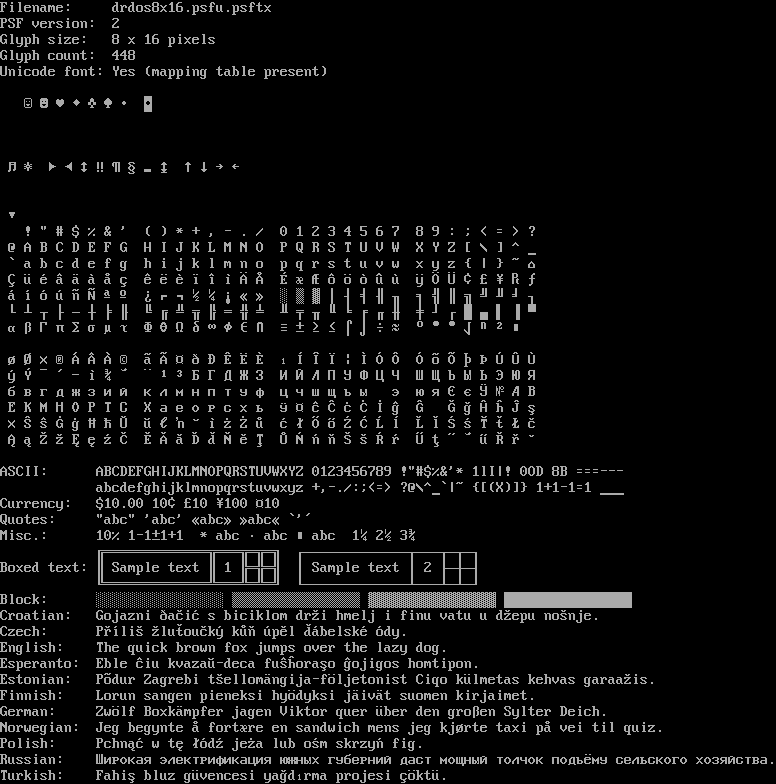 Filename:     drdos8x16.psfu.psftx
PSF version:  2
Glyph size:   8 x 16 pixels
Glyph count:  448
Unicode font: Yes (mapping table present)
☺ ☻ ♥ ♦ ♣ ♠ • ◘
♫ ☼ ► ◄ ↕ ‼ ¶ § ▬ ↨ ↑ ↓ → ←
▼
! " # $ % & ' ( ) * + , - . / 0 1 2 3 4 5 6 7 8 9 : ; < = > ?
@ A B C D E F G H I J K L M N O P Q R S T U V W X Y Z [ \ ] ^ _
` a b c d e f g h i j k l m n o p q r s t u v w x y z { | } ~ ⌂
Ç ü é â ä à å ç ê ë è ï î ì Ä Å É æ Æ ô ö ò û ù ÿ Ö Ü ¢ £ ¥ ₧ ƒ
á í ó ú ñ Ñ ª º ¿ ⌐ ¬ ½ ¼ ¡ « » ░ ▒ ▓ │ ┤ ╡ ╢ ╖ ╕ ╣ ║ ╗ ╝ ╜ ╛ ┐
└ ┴ ┬ ├ ─ ┼ ╞ ╟ ╚ ╔ ╩ ╦ ╠ ═ ╬ ╧ ╨ ╤ ╥ ╙ ╘ ╒ ╓ ╫ ╪ ┘ ┌ █ ▄ ▌ ▐ ▀
α β Γ π Σ σ µ τ Φ Θ Ω δ ∞ ø ∈ ∩ ≡ ± ≥ ≤ ⌠ ⌡ ÷ ≈ ° • · √ ⁿ ² ▪
ø Ø × ® Á Â À © ã Ã ¤ ð Ð Ê Ë È ı Í Î Ï ¦ Ì Ó Ô õ Õ þ Þ Ú Û Ù
ý Ý ¯ ´ ­- ı ¾ ¨ ¹ ³ Б Г Д Ж З И Й Л П У Ф Ц Ч Ш Щ Ъ Ы Ь Э Ю Я
б в г д ж з и й к л м н п т у ф ц ч ш щ ъ ы э ю я Є є Ў № А В
Е К М Н О Р Т С Х а е о р с х ь
ASCII:        ABCDEFGHIJKLMNOPQRSTUVWXYZ 0123456789 !"#$%&'* 1lI|! 0OD 8B ===---
abcdefghijklmnopqrstuvwxyz +,-./:;<=> ?@\^_`|~ {[(X)]} 1+1-1=1 ___
Currency:     $10.00 10¢ £10 ¥100 ¤10
Quotes:       "abc" 'abc' «abc» »abc« `'´
Misc.:        10% 1-1±1+1  * abc · abc ▪ abc  1¼ 2½ 3¾
Boxed text: Sample text 1 Sample text 2
Block:
Croatian:     Gojazni đačić s biciklom drži hmelj i finu vatu u džepu nošnje.
Czech:        Příliš žluťoučký kůň úpěl ďábelské ódy.
English:      The quick brown fox jumps over the lazy dog.
Esperanto:    Eble ĉiu kvazaŭ-deca fuŝĥoraĵo ĝojigos homtipon.
Estonian:     Põdur Zagrebi tšellomängija-följetonist Ciqo külmetas kehvas garaažis.
Finnish:      Lorun sangen pieneksi hyödyksi jäivät suomen kirjaimet.
German:       Zwölf Boxkämpfer jagen Viktor quer über den großen Sylter Deich.
Norwegian:    Jeg begynte å fortære en sandwich mens jeg kjørte taxi på vei til quiz.
Polish:       Pchnąć w tę łódź jeża lub ośm skrzyń fig.
Russian:      Широкая электрификация южных губерний даст мощный толчок подъёму сельского хозяйства.
Turkish:      Fahiş bluz güvencesi yağdırma projesi çöktü.